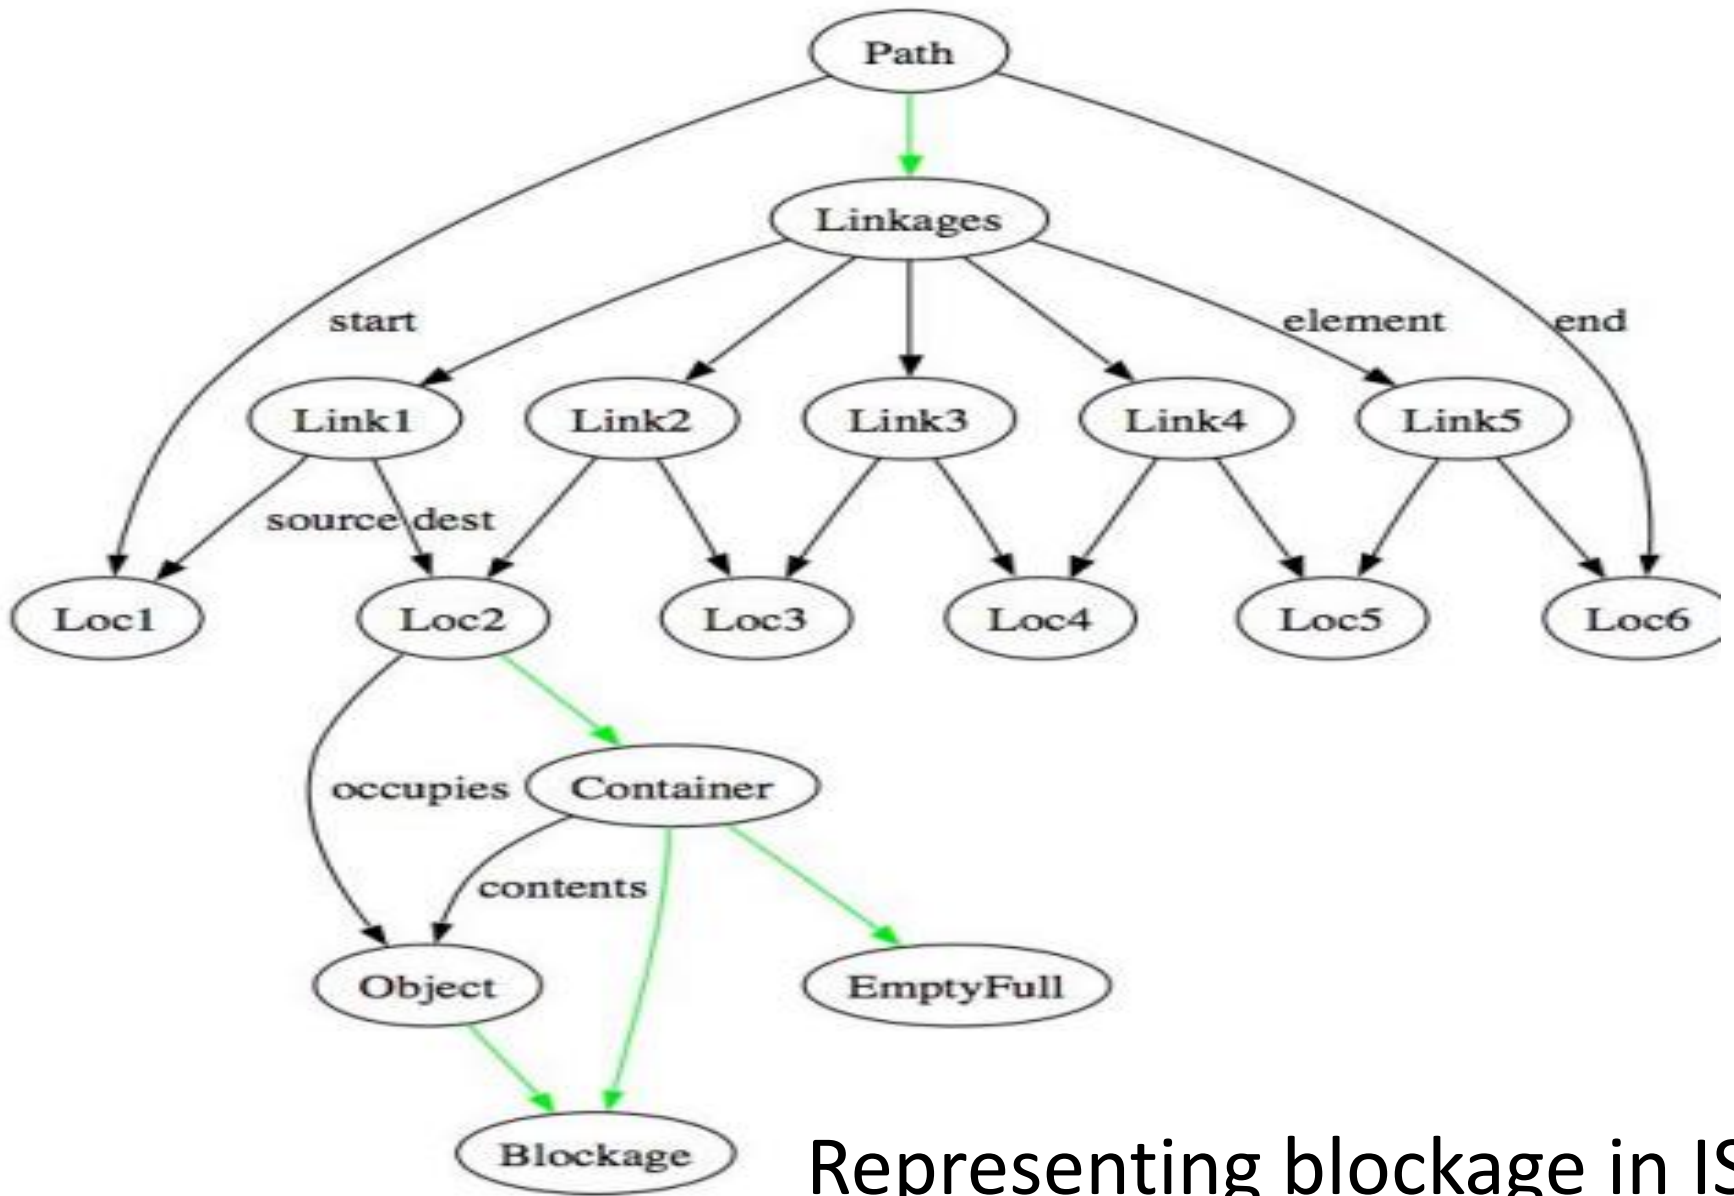 Path
Linkages
start
element
end
Link1
Link2
Link3
Link4
Link5
source dest
Loc1
Loc2
Loc3
Loc4
Loc5
Loc6
occupies
Container
contents
Object
EmptyFull
Blockage
Representing blockage in